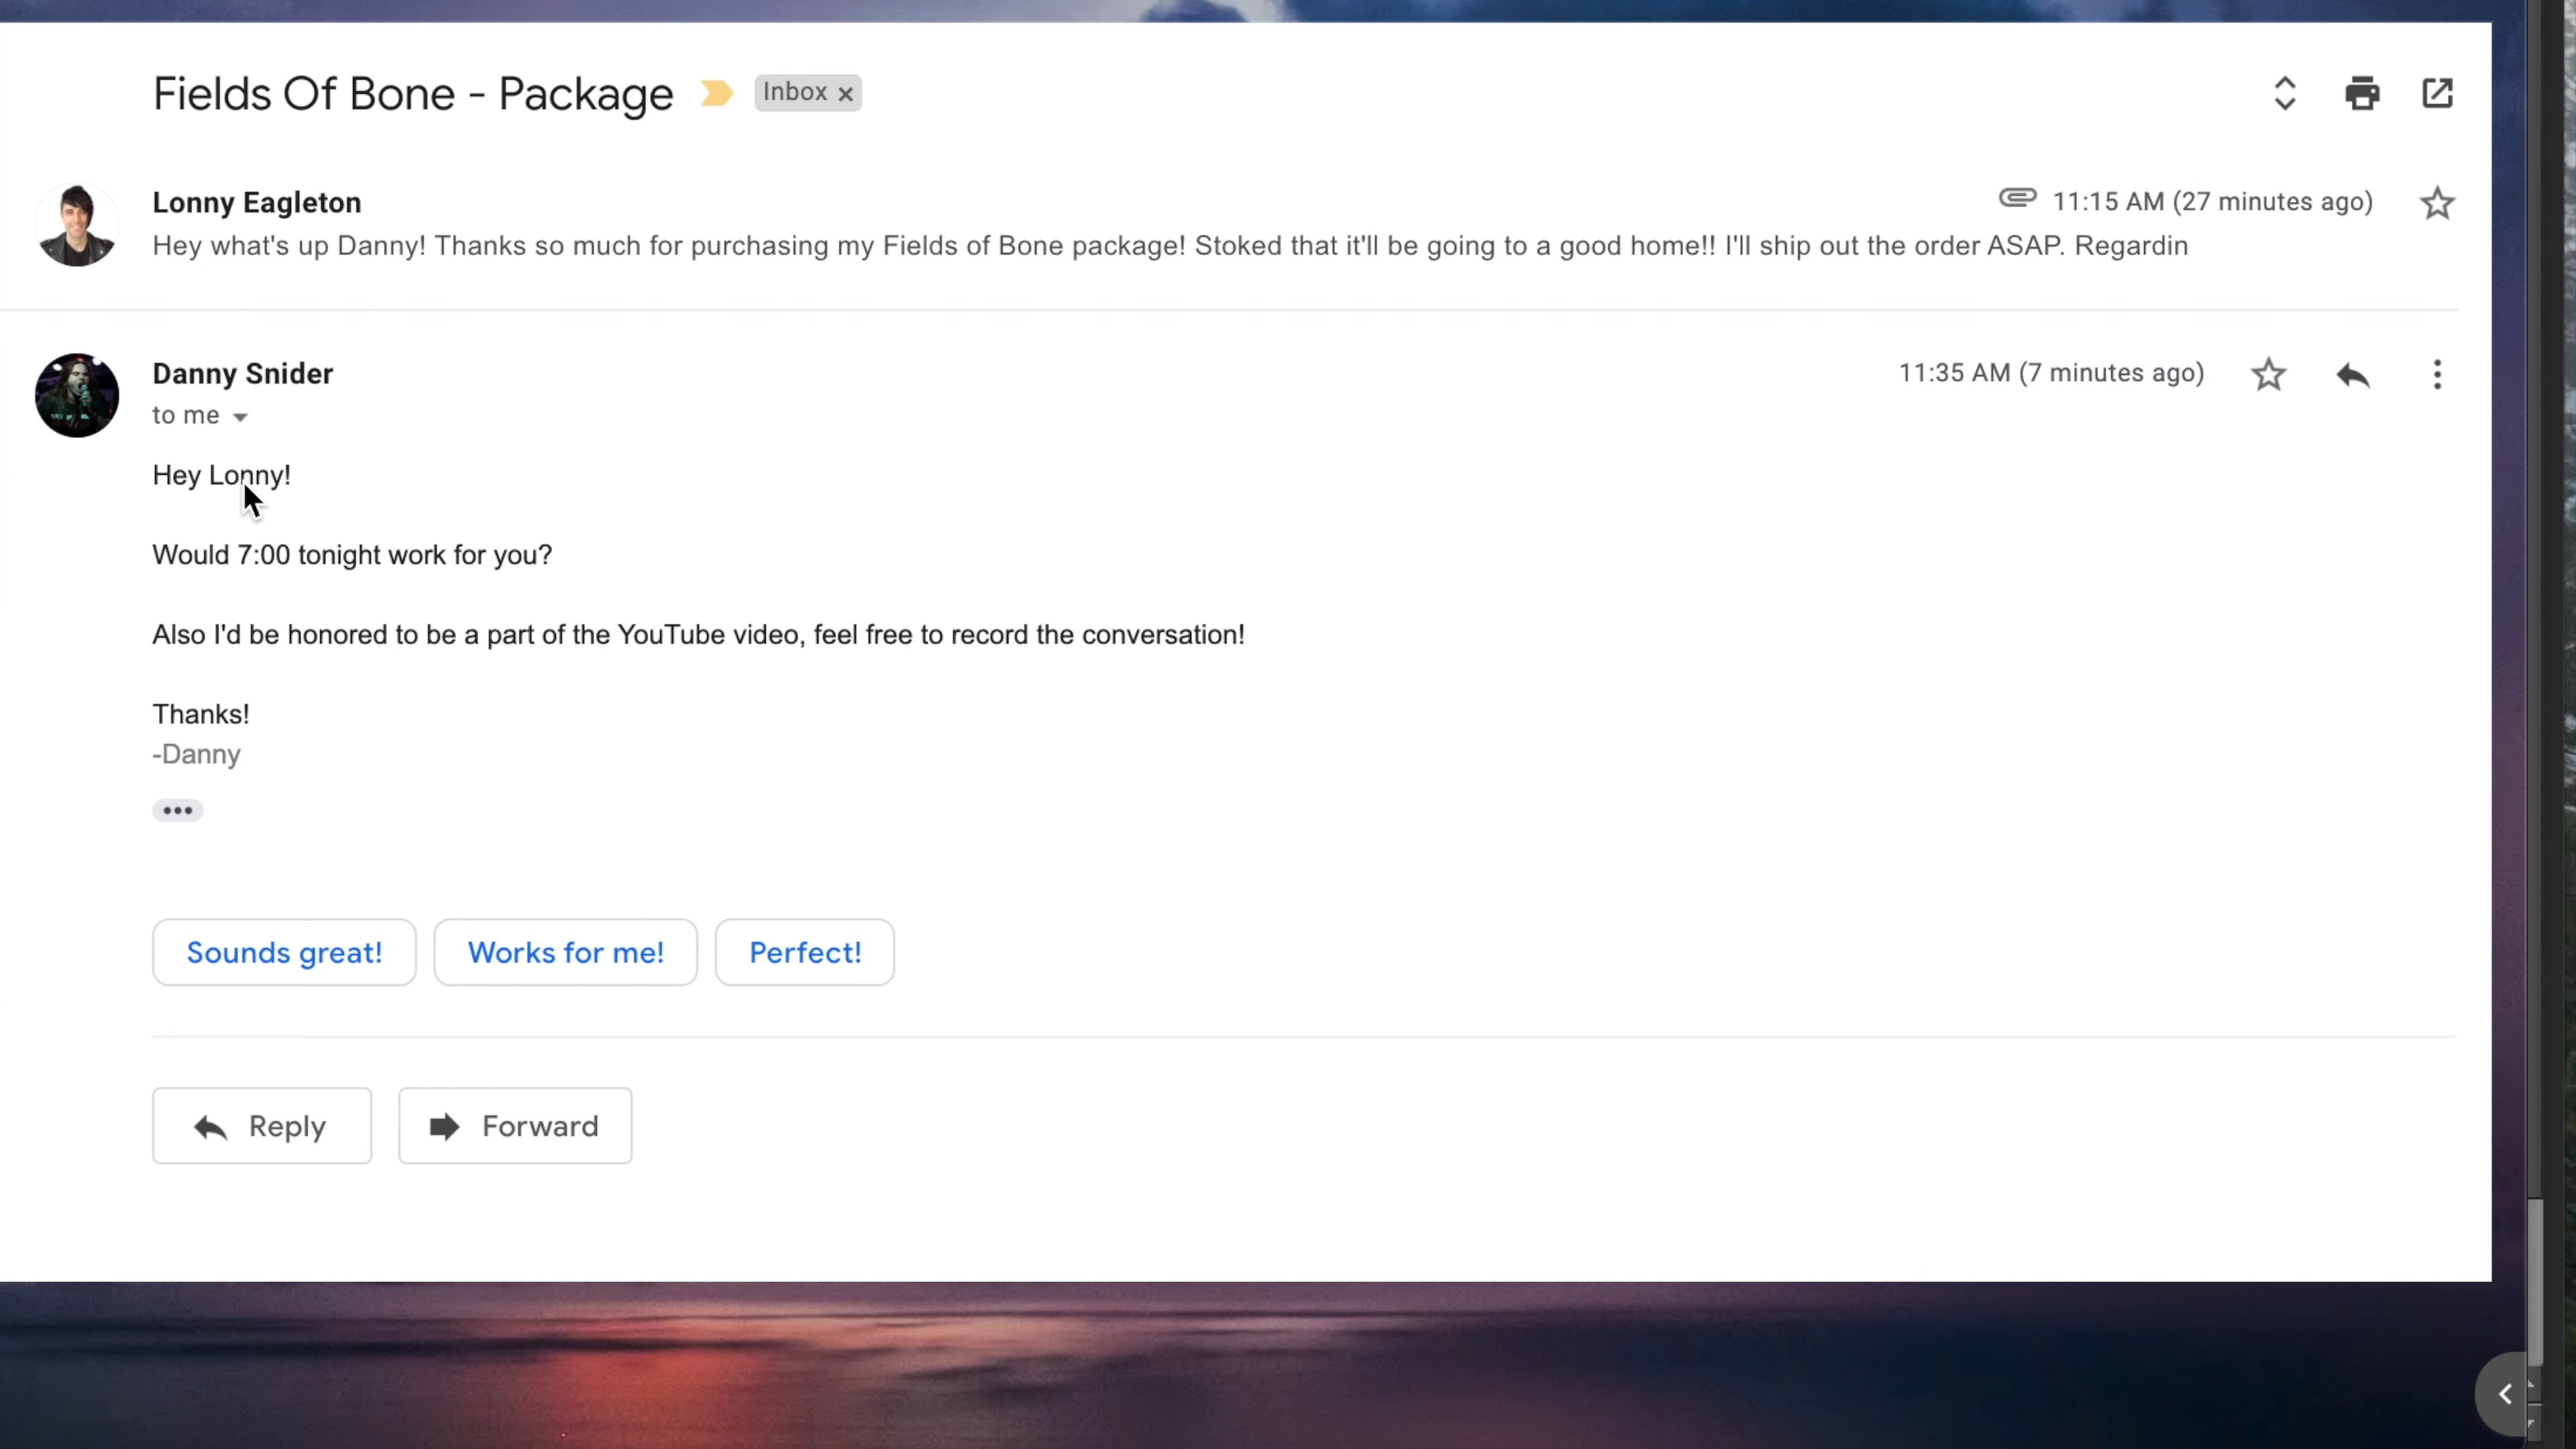 Fields Of Bone - Package Inbox x
Lonny Eagleton 11:15 AM (27 minutes ago)
Hey what's up Danny! Thanks so much for purchasing my Fields of Bone package! Stoked that it'll be going to a good home!! I'll ship out the order ASAP. Regardin
Danny Snider 11:35 AM (7 minutes ago)
to me
Hey Lonny!
Would 7:00 tonight work for you?
Also I'd be honored to be a part of the YouTube video, feel free to record the conversation!
Thanks!
-Danny
Sounds great! Works for me! Perfect!
Reply Forward